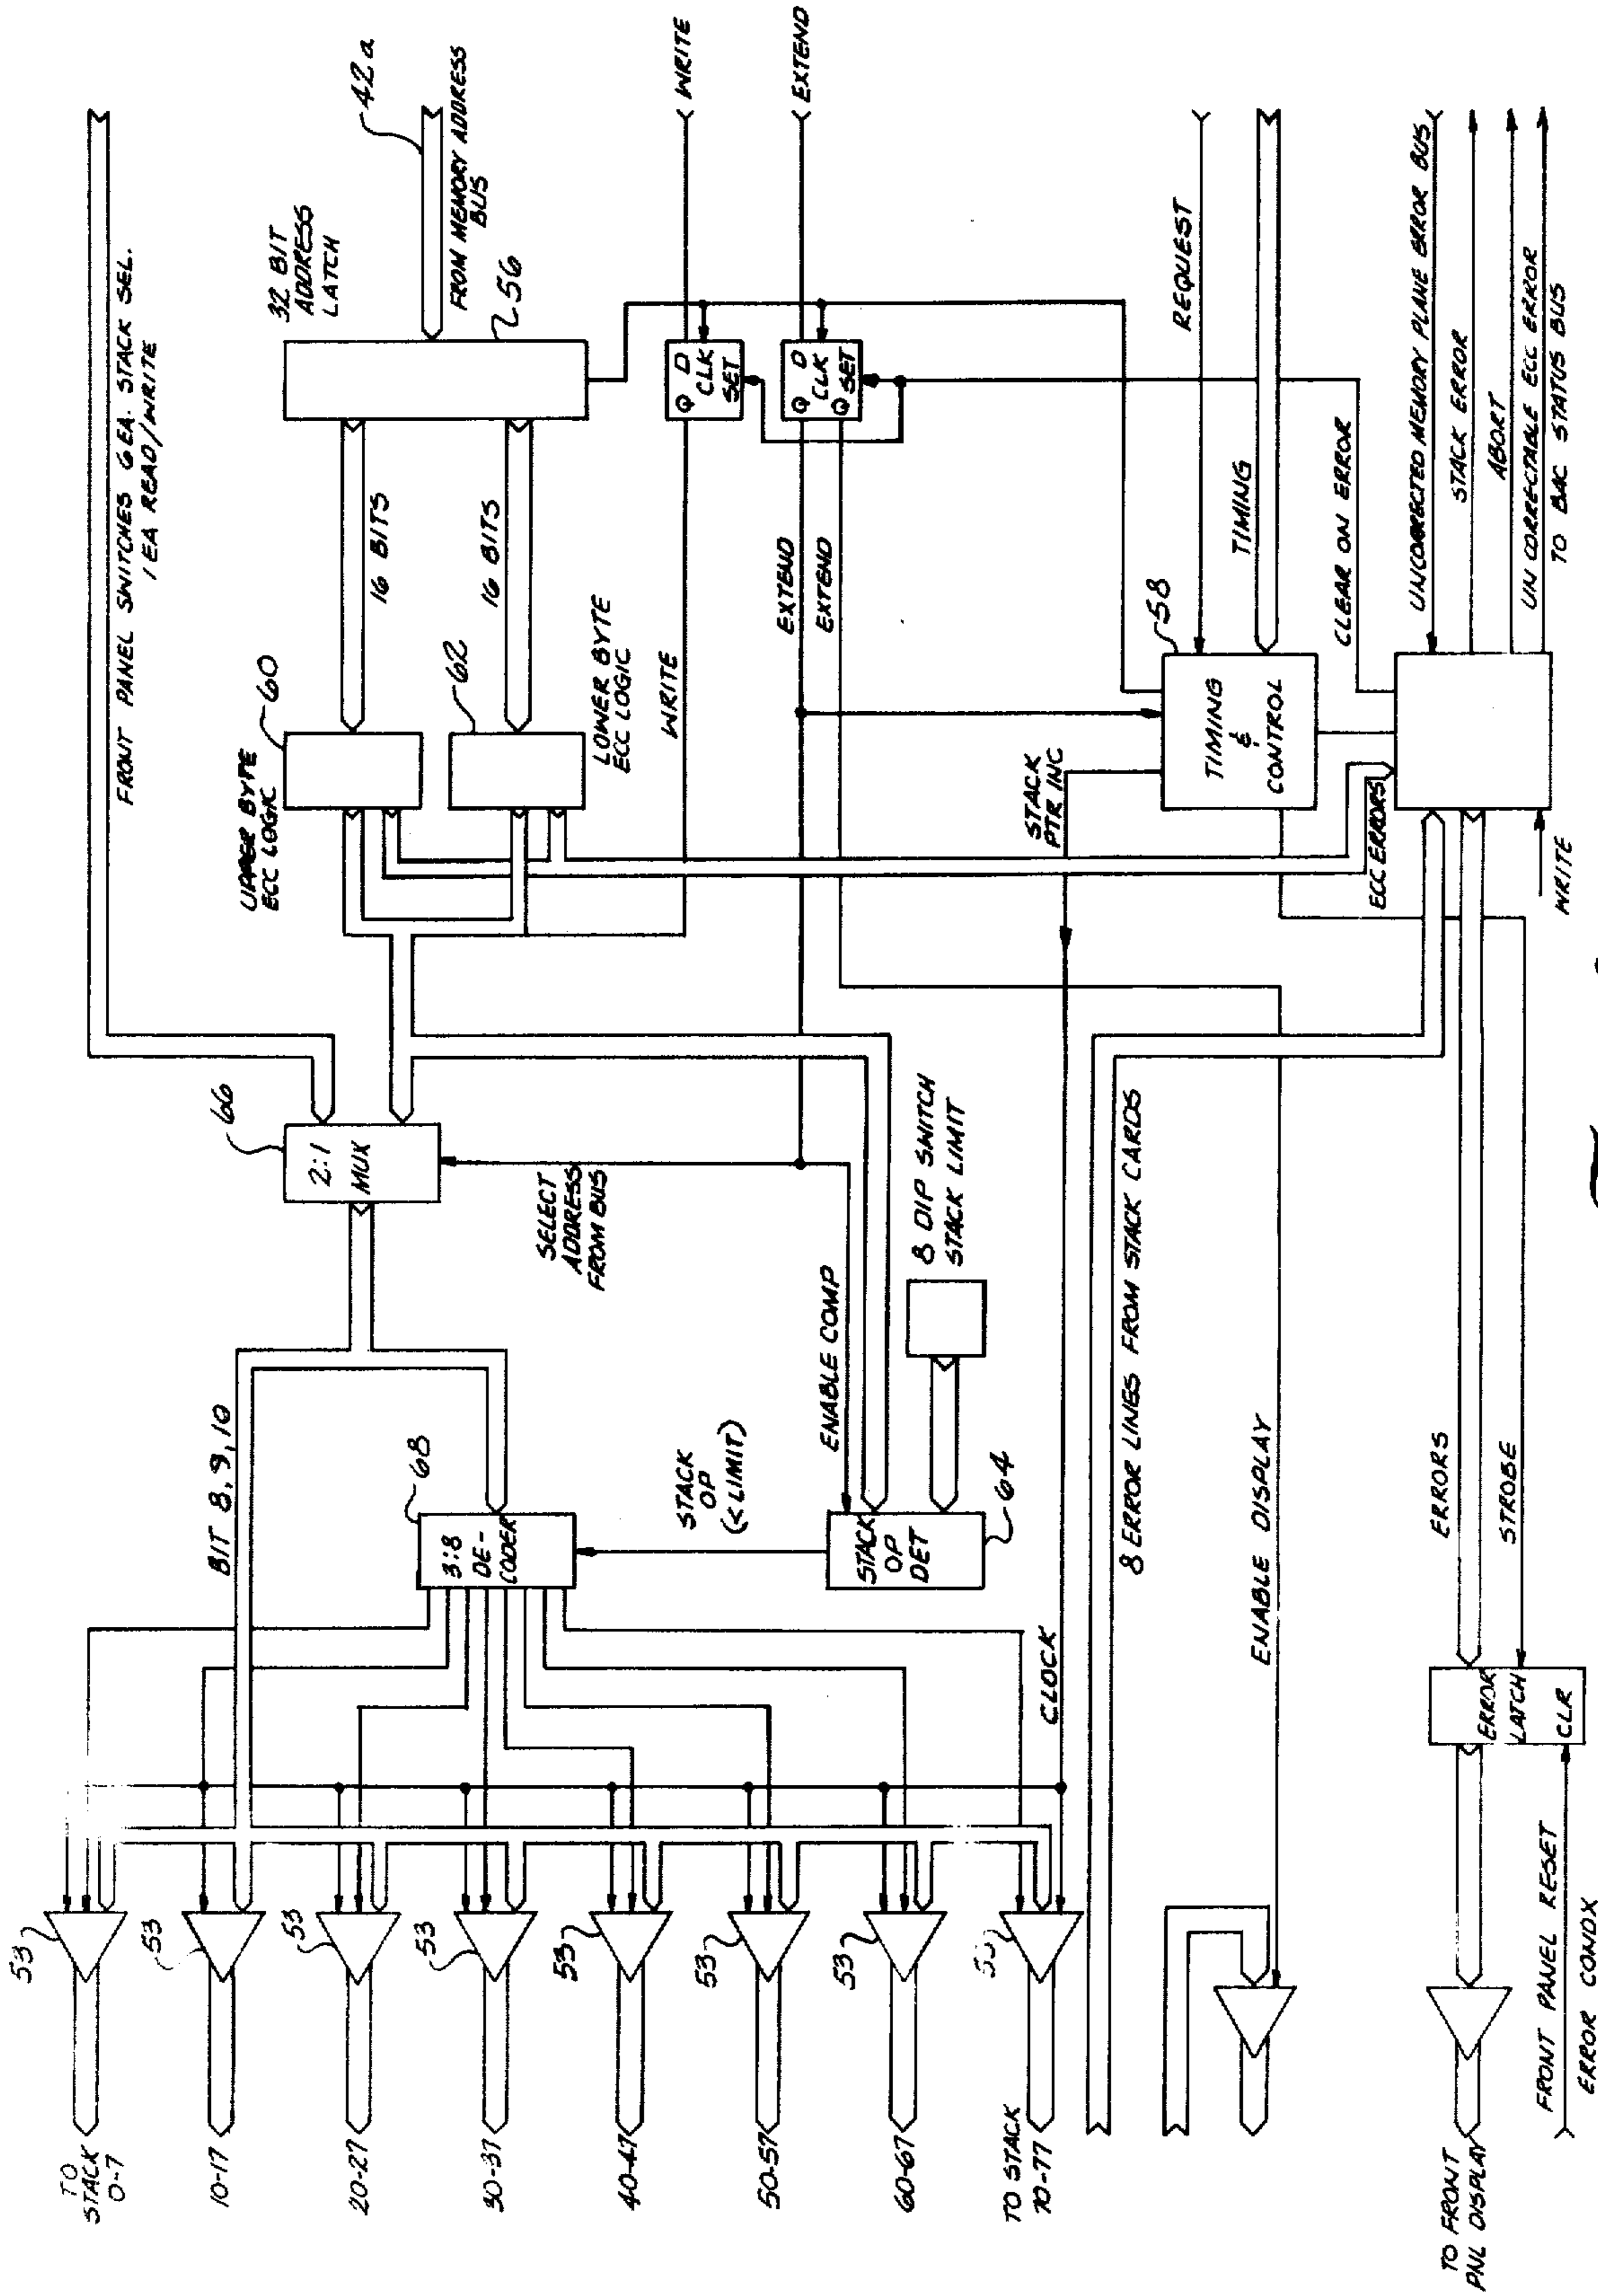 FRONT PANEL SWITCHES 6 EA. STACK SEL.
1 EA READ/WRITE
42a
FROM MEMORY ADDRESS
BUS
32 BIT
ADDRESS
LATCH
56
16 BITS
16 BITS
60
UPPER BYTE
ECC LOGIC
62
LOWER BYTE
ECC LOGIC
WRITE
Q D
CLK
SET
WRITE
EXTEND
Q D
CLK
Q SET
EXTEND
EXTEND
66
2:1
MUX
SELECT
ADDRESS
FROM BUS
BIT 8, 9, 10
68
3:8
DE-
CODER
STACK
OP
(< LIMIT)
ENABLE COMP
STACK
OP
DET
64
8 DIP SWITCH
STACK LIMIT
REQUEST
TIMING
58
TIMING
&
CONTROL
STACK
PTR INC
CLOCK
CLEAR ON ERROR
ECC ERRORS
UNCORRECTED MEMORY PLANE ERROR BUS
STACK ERROR
ABORT
UN CORRECTABLE ECC ERROR
TO BAC STATUS BUS
WRITE
8 ERROR LINES FROM STACK CARDS
ENABLE DISPLAY
ERRORS
STROBE
ERROR
LATCH
CLR
FRONT PANEL RESET
ERROR CONDX
TO FRONT
PNL DISPLAY
53
TO
STACK
0-7
53
10-17
53
20-27
53
30-37
53
40-47
53
50-57
53
60-67
53
TO STACK
70-77